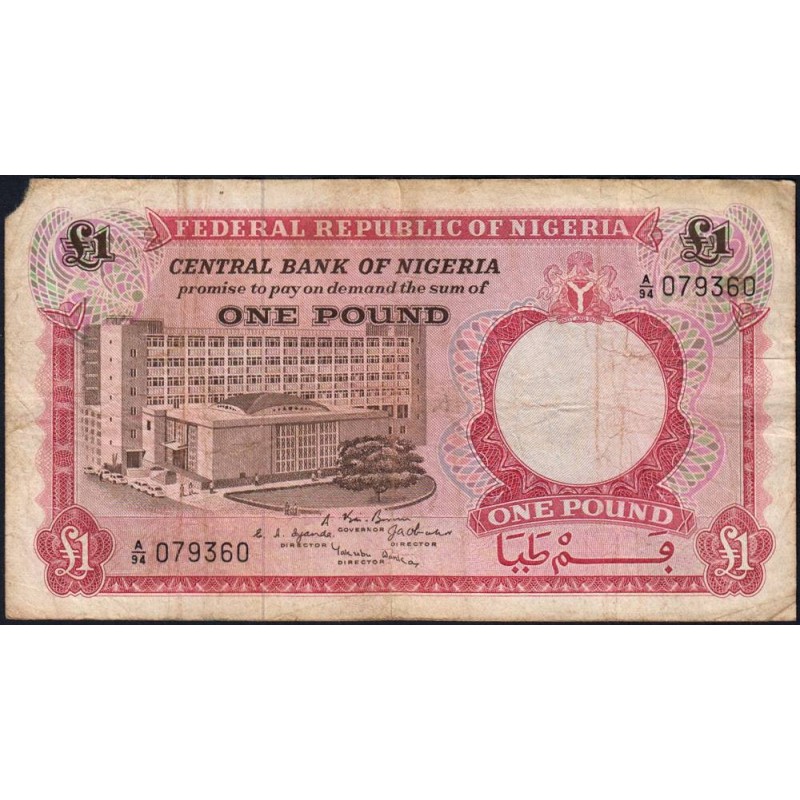 FEDERAL REPUBLIC OF NIGERIA
£1
£1
CENTRAL BANK OF NIGERIA
promise to pay on demand the sum of
ONE POUND
A/94 079360
ONE POUND
GOVERNOR
DIRECTOR
DIRECTOR
DIRECTOR
A/94 079360
£1
£1